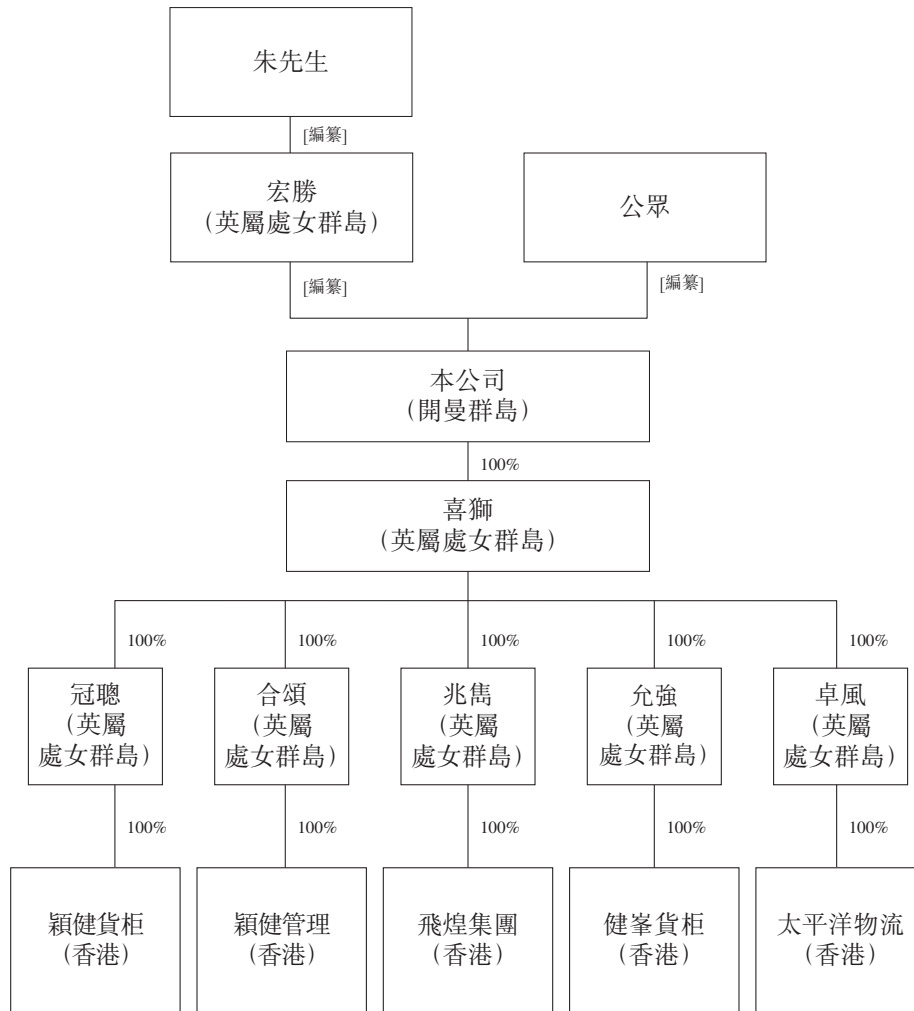 朱先生
[編纂]
宏勝
（英屬處女群島）
公眾
[編纂]
[編纂]
本公司
（開曼群島）
100%
喜獅
（英屬處女群島）
100%
100%
100%
100%
100%
冠聰
（英屬
處女群島）
合頌
（英屬
處女群島）
兆雋
（英屬
處女群島）
允強
（英屬
處女群島）
卓風
（英屬
處女群島）
100%
100%
100%
100%
100%
穎健貨柜
（香港）
穎健管理
（香港）
飛煌集團
（香港）
健峯貨柜
（香港）
太平洋物流
（香港）